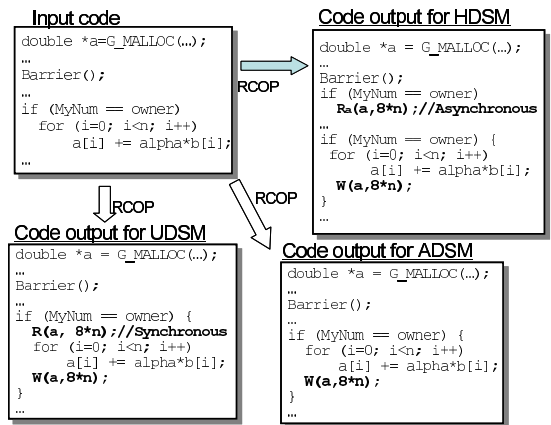 Input code
double *a=G_MALLOC(…);
…
Barrier();
…
if (MyNum == owner)
for (i=0; i<n; i++)
a[i] += alpha*b[i];
…
RCOP
Code output for HDSM
double *a = G_MALLOC(…);
…
Barrier();
if (MyNum == owner)
Ra(a,8*n);//Asynchronous
…
if (MyNum == owner) {
for (i=0; i<n; i++)
a[i] += alpha*b[i];
W(a,8*n);
}
…
RCOP
RCOP
Code output for UDSM
double *a = G_MALLOC(…);
…
Barrier();
…
if (MyNum == owner) {
R(a, 8*n);//Synchronous
for (i=0; i<n; i++)
a[i] += alpha*b[i];
W(a,8*n);
}
…
Code output for ADSM
double *a = G_MALLOC(…);
…
Barrier();
…
if (MyNum == owner) {
for (i=0; i<n; i++)
a[i] += alpha*b[i];
W(a,8*n);
}
…